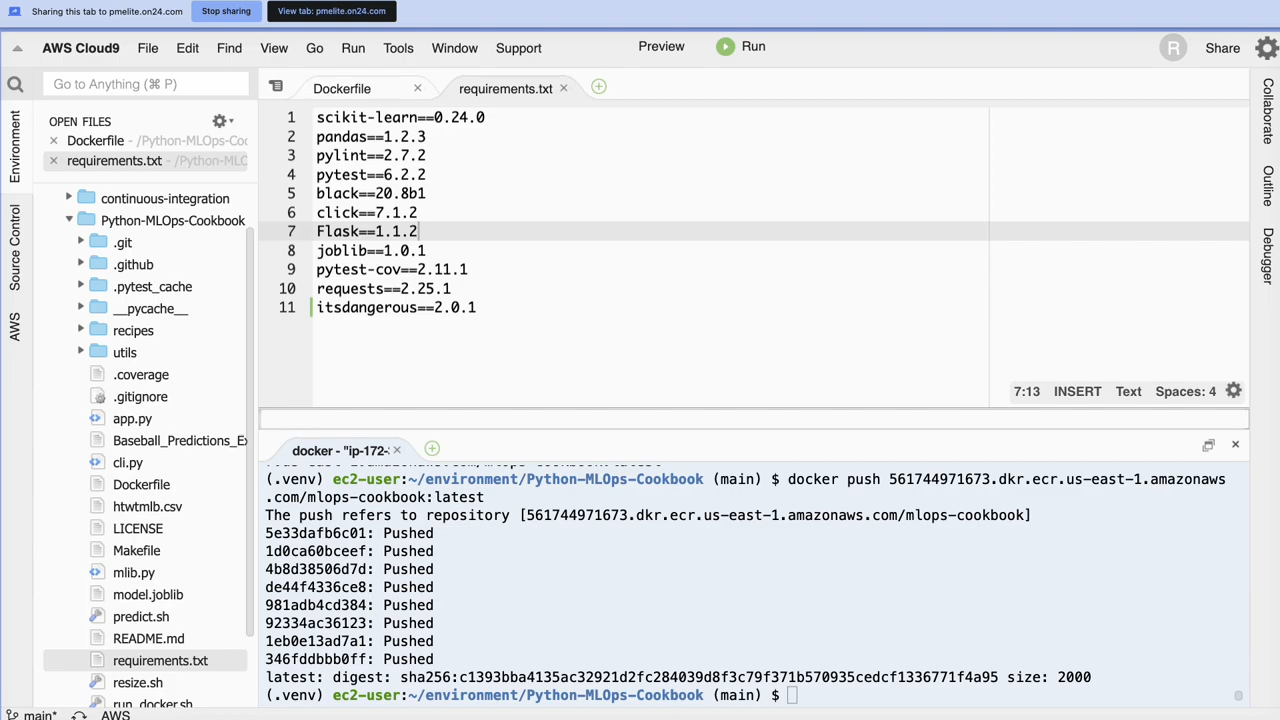 Sharing this tab to pmelite.on24.com Stop sharing View tab: pmelite.on24.com
AWS Cloud9 File Edit Find View Go Run Tools Window Support Preview Run R Share
Go to Anything (⌘ P)
Dockerfile requirements.txt
OPEN FILES
Dockerfile - /Python-MLOps-Coo
requirements.txt - /Python-MLO
continuous-integration
Python-MLOps-Cookbook
.git
.github
.pytest_cache
__pycache__
recipes
utils
.coverage
.gitignore
app.py
Baseball_Predictions_Ex
cli.py
Dockerfile
htwtmlb.csv
LICENSE
Makefile
mlib.py
model.joblib
predict.sh
README.md
requirements.txt
resize.sh
run_docker.sh
Environment
Source Control
AWS
1 scikit-learn==0.24.0
2 pandas==1.2.3
3 pylint==2.7.2
4 pytest==6.2.2
5 black==20.8b1
6 click==7.1.2
7 Flask==1.1.2
8 joblib==1.0.1
9 pytest-cov==2.11.1
10 requests==2.25.1
11 itsdangerous==2.0.1
7:13 INSERT Text Spaces: 4
Collaborate
Outline
Debugger
docker - "ip-172-
(.venv) ec2-user:~/environment/Python-MLOps-Cookbook (main) $ docker push 561744971673.dkr.ecr.us-east-1.amazonaws
.com/mlops-cookbook:latest
The push refers to repository [561744971673.dkr.ecr.us-east-1.amazonaws.com/mlops-cookbook]
5e33dafb6c01: Pushed
1d0ca60bceef: Pushed
4b8d38506d7d: Pushed
de44f4336ce8: Pushed
981adb4cd384: Pushed
92334ac36123: Pushed
1eb0e13ad7a1: Pushed
346fddbbb0ff: Pushed
latest: digest: sha256:c1393bba4135ac32921d2fc284039d8f3c79f371b570935cedcf1336771f4a95 size: 2000
(.venv) ec2-user:~/environment/Python-MLOps-Cookbook (main) $
main* AWS